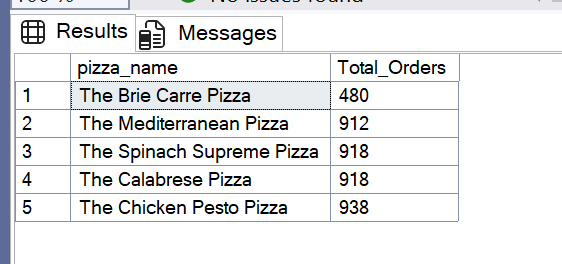 No issues found
Results Messages
pizza_name Total_Orders
1 The Brie Carre Pizza 480
2 The Mediterranean Pizza 912
3 The Spinach Supreme Pizza 918
4 The Calabrese Pizza 918
5 The Chicken Pesto Pizza 938